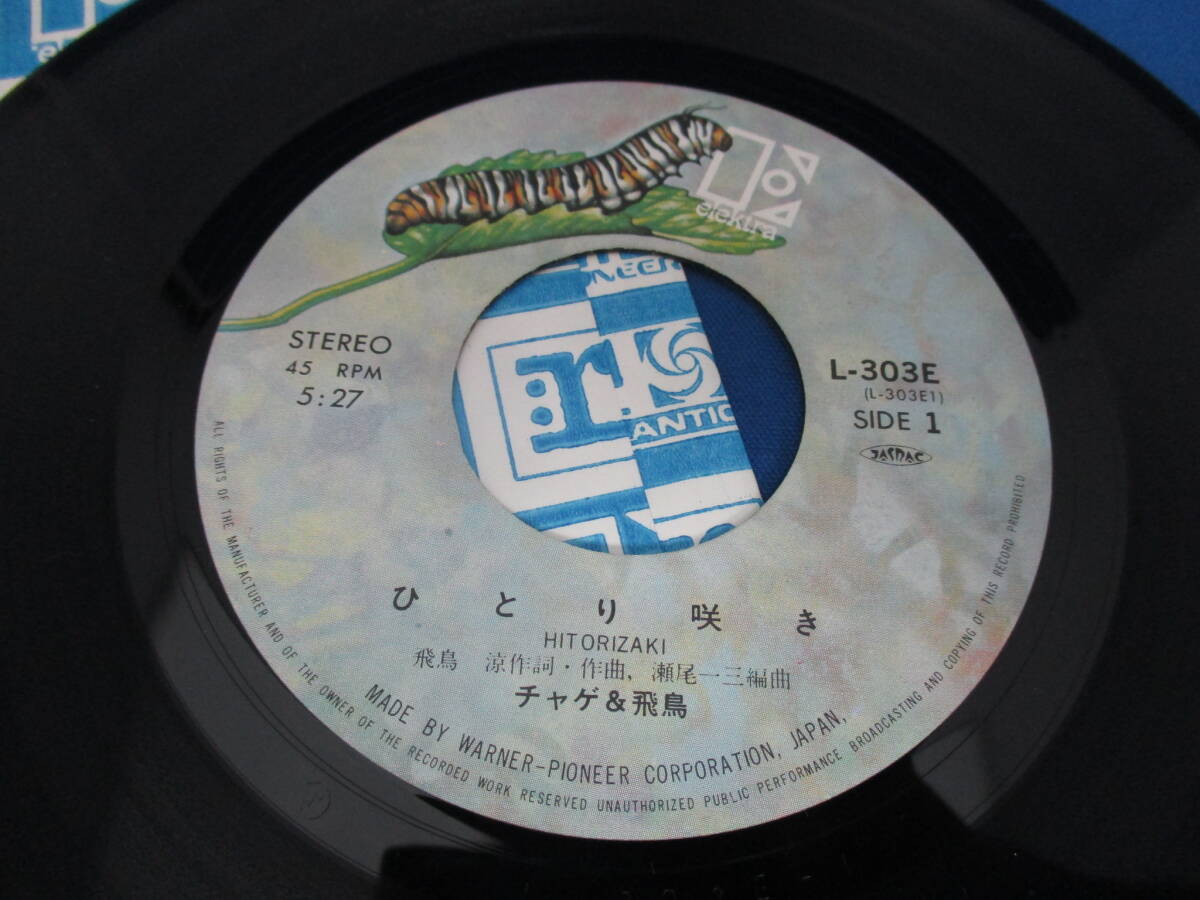 elektra
STEREO
45 RPM
5:27
L-303E
(L-303E1)
SIDE 1
JASRAC
ANTIC
ひとり咲き
HITORIZAKI
飛鳥 涼作詞・作曲, 瀬尾一三編曲
チャゲ&飛鳥
MADE BY WARNER-PIONEER CORPORATION, JAPAN,
ALL RIGHTS OF THE MANUFACTURER AND OF THE OWNER OF THE RECORDED WORK RESERVED UNAUTHORIZED PUBLIC PERFORMANCE BROADCASTING AND COPYING OF THIS RECORD PROHIBITED